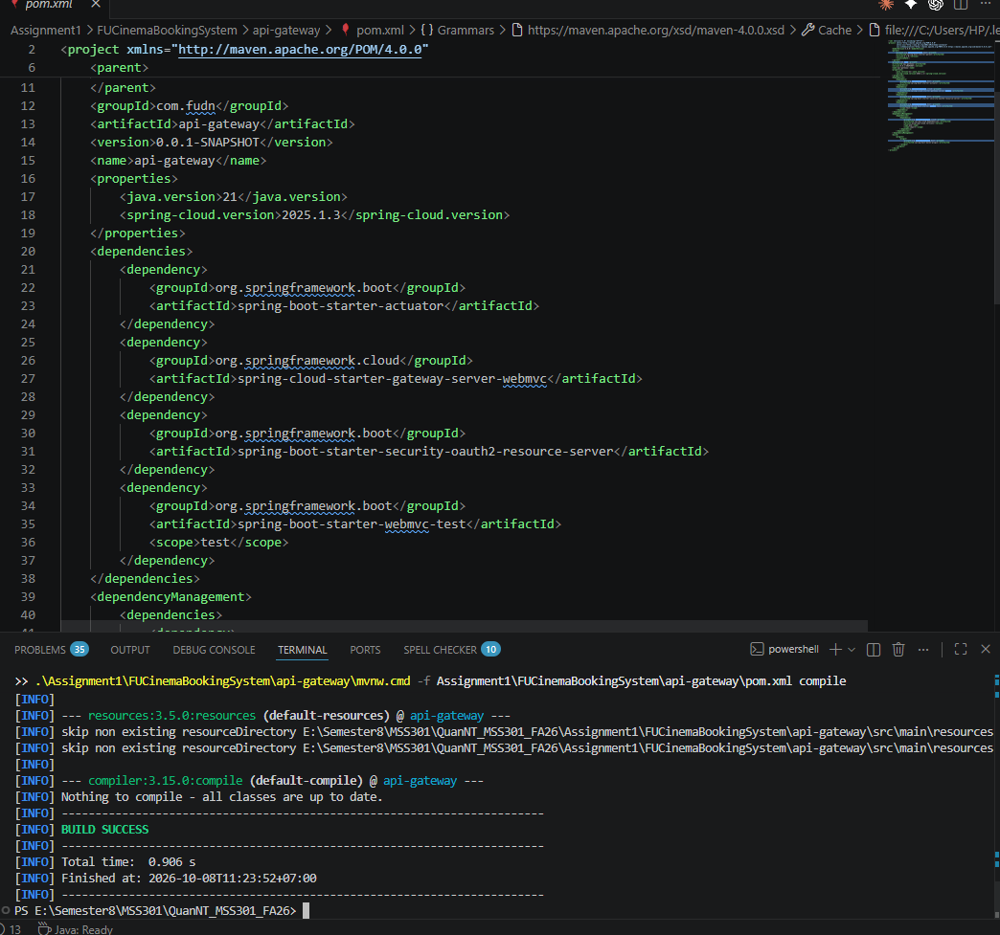 pom.xml
Assignment1 > FUCinemaBookingSystem > api-gateway > pom.xml > {} Grammars > https://maven.apache.org/xsd/maven-4.0.0.xsd > Cache > file:///C:/Users/HP/.le
2 <project xmlns="http://maven.apache.org/POM/4.0.0"
6 <parent>
11 </parent>
12 <groupId>com.fudn</groupId>
13 <artifactId>api-gateway</artifactId>
14 <version>0.0.1-SNAPSHOT</version>
15 <name>api-gateway</name>
16 <properties>
17 <java.version>21</java.version>
18 <spring-cloud.version>2025.1.3</spring-cloud.version>
19 </properties>
20 <dependencies>
21 <dependency>
22 <groupId>org.springframework.boot</groupId>
23 <artifactId>spring-boot-starter-actuator</artifactId>
24 </dependency>
25 <dependency>
26 <groupId>org.springframework.cloud</groupId>
27 <artifactId>spring-cloud-starter-gateway-server-webmvc</artifactId>
28 </dependency>
29 <dependency>
30 <groupId>org.springframework.boot</groupId>
31 <artifactId>spring-boot-starter-security-oauth2-resource-server</artifactId>
32 </dependency>
33 <dependency>
34 <groupId>org.springframework.boot</groupId>
35 <artifactId>spring-boot-starter-webmvc-test</artifactId>
36 <scope>test</scope>
37 </dependency>
38 </dependencies>
39 <dependencyManagement>
40 <dependencies>
PROBLEMS 35 OUTPUT DEBUG CONSOLE TERMINAL PORTS SPELL CHECKER 10 powershell
>> .\Assignment1\FUCinemaBookingSystem\api-gateway\mvnw.cmd -f Assignment1\FUCinemaBookingSystem\api-gateway\pom.xml compile
[INFO]
[INFO] --- resources:3.5.0:resources (default-resources) @ api-gateway ---
[INFO] skip non existing resourceDirectory E:\Semester8\MSS301\QuanNT_MSS301_FA26\Assignment1\FUCinemaBookingSystem\api-gateway\src\main\resources
[INFO] skip non existing resourceDirectory E:\Semester8\MSS301\QuanNT_MSS301_FA26\Assignment1\FUCinemaBookingSystem\api-gateway\src\main\resources
[INFO]
[INFO] --- compiler:3.15.0:compile (default-compile) @ api-gateway ---
[INFO] Nothing to compile - all classes are up to date.
[INFO] ------------------------------------------------------------------------
[INFO] BUILD SUCCESS
[INFO] ------------------------------------------------------------------------
[INFO] Total time:  0.906 s
[INFO] Finished at: 2026-10-08T11:23:52+07:00
[INFO] ------------------------------------------------------------------------
PS E:\Semester8\MSS301\QuanNT_MSS301_FA26>
13 Java: Ready